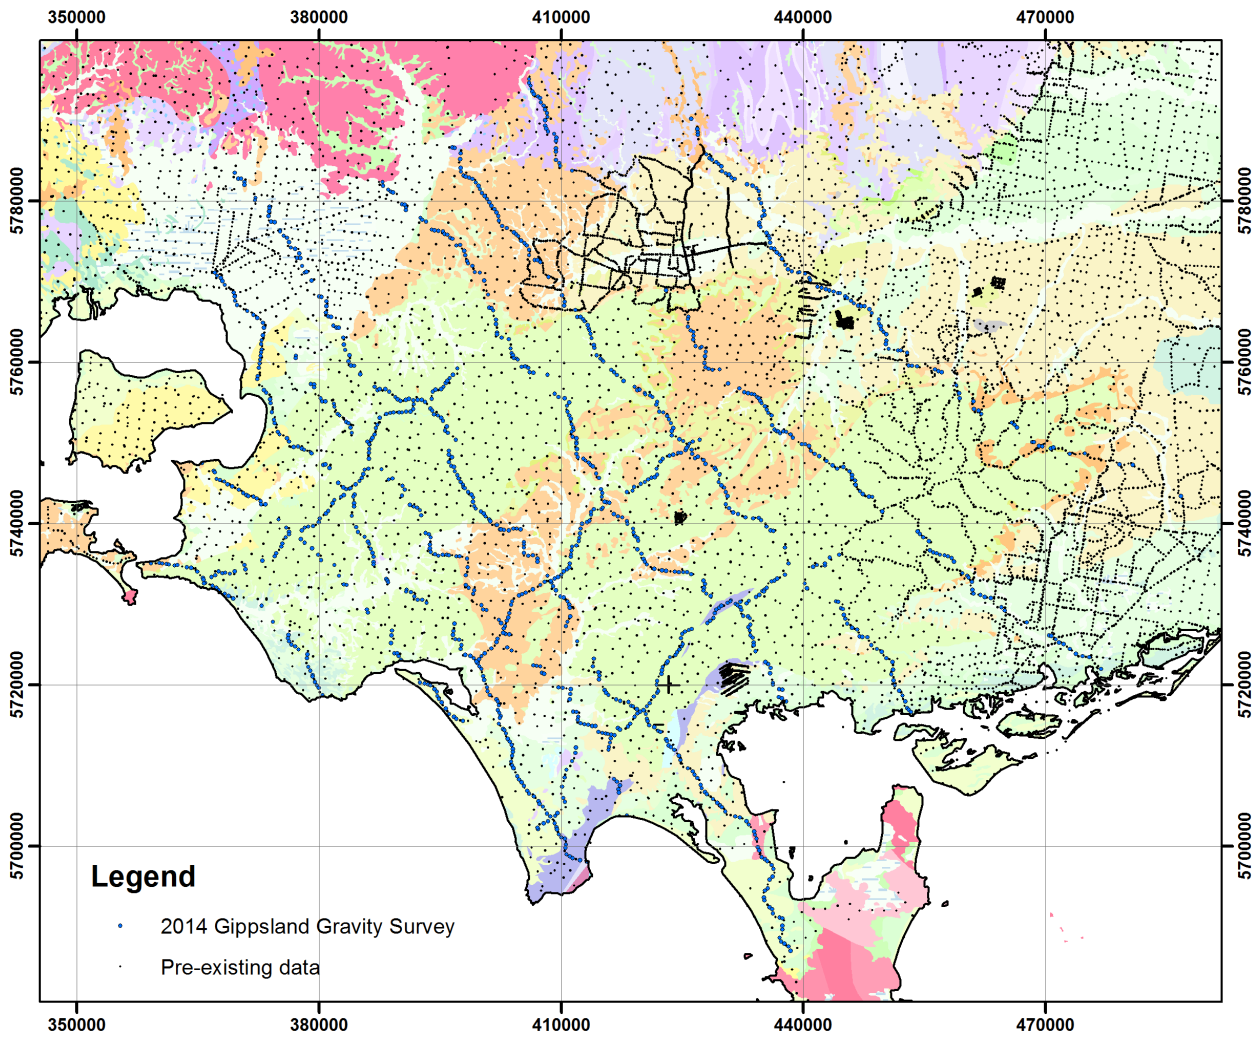 350000 380000 410000 440000 470000
5780000 5780000
5760000 5760000
5740000 5740000
5720000 5720000
5700000 5700000
Legend
2014 Gippsland Gravity Survey
Pre-existing data
350000 380000 410000 440000 470000